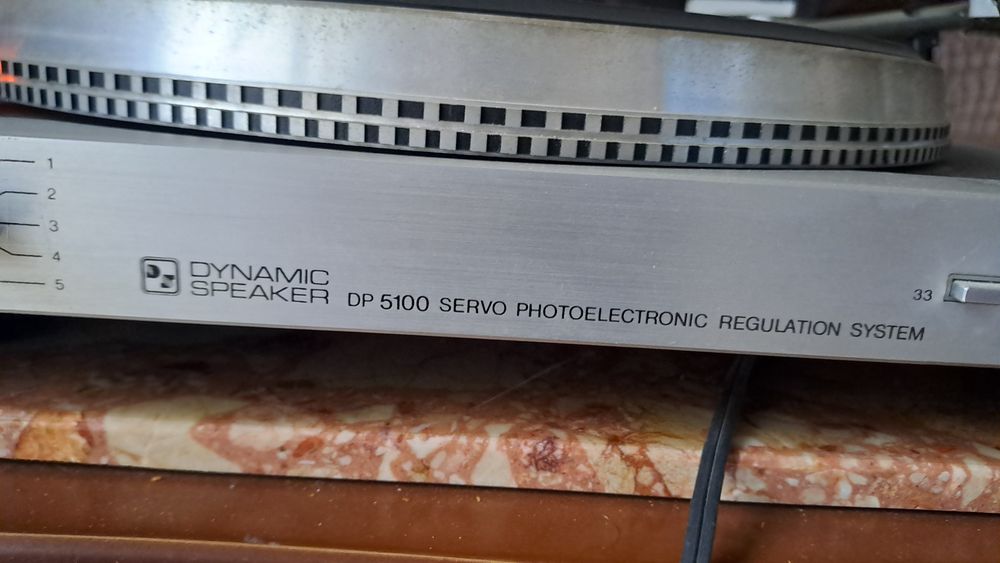 1
2
3
4
5
DYNAMIC
SPEAKER
DP 5100 SERVO PHOTOELECTRONIC REGULATION SYSTEM
33